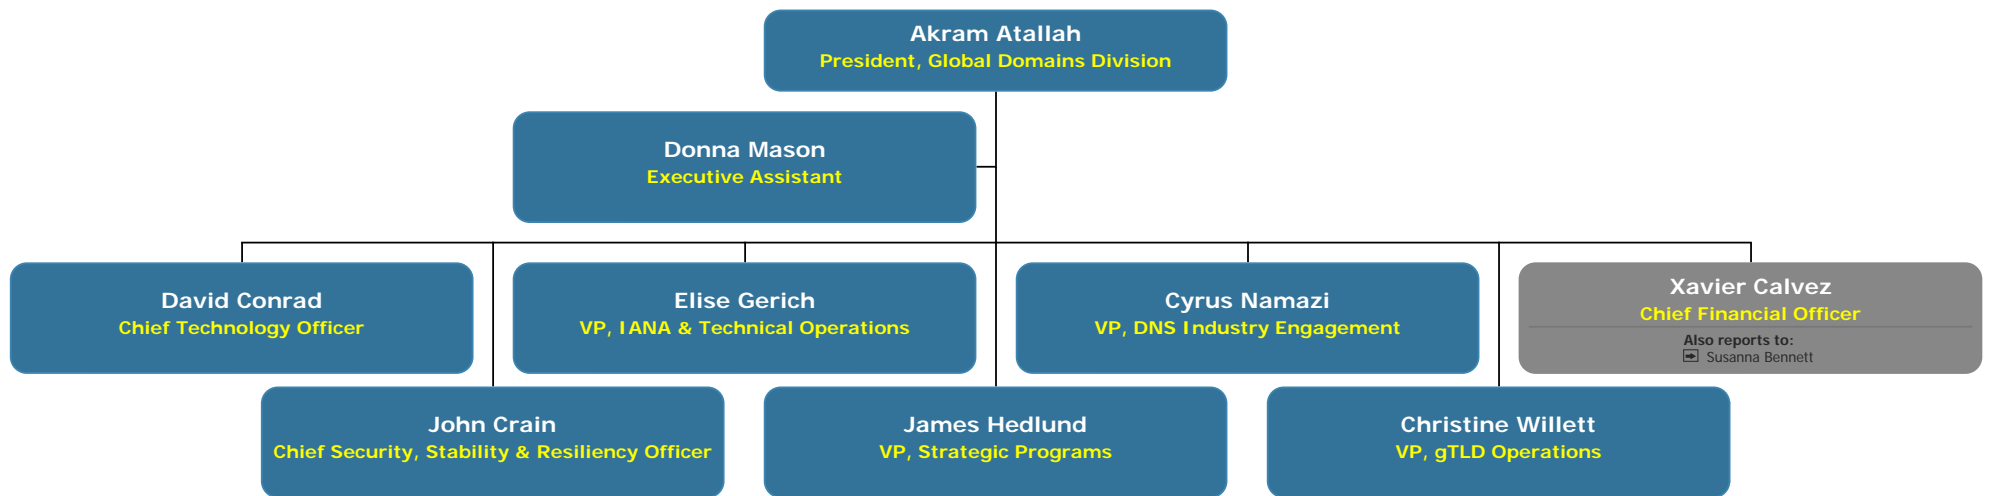 Akram Atallah
President, Global Domains Division
Donna Mason
Executive Assistant
David Conrad
Chief Technology Officer
Elise Gerich
VP, IANA & Technical Operations
Cyrus Namazi
VP, DNS Industry Engagement
Xavier Calvez
Chief Financial Officer
Also reports to:
Susanna Bennett
John Crain
Chief Security, Stability & Resiliency Officer
James Hedlund
VP, Strategic Programs
Christine Willett
VP, gTLD Operations